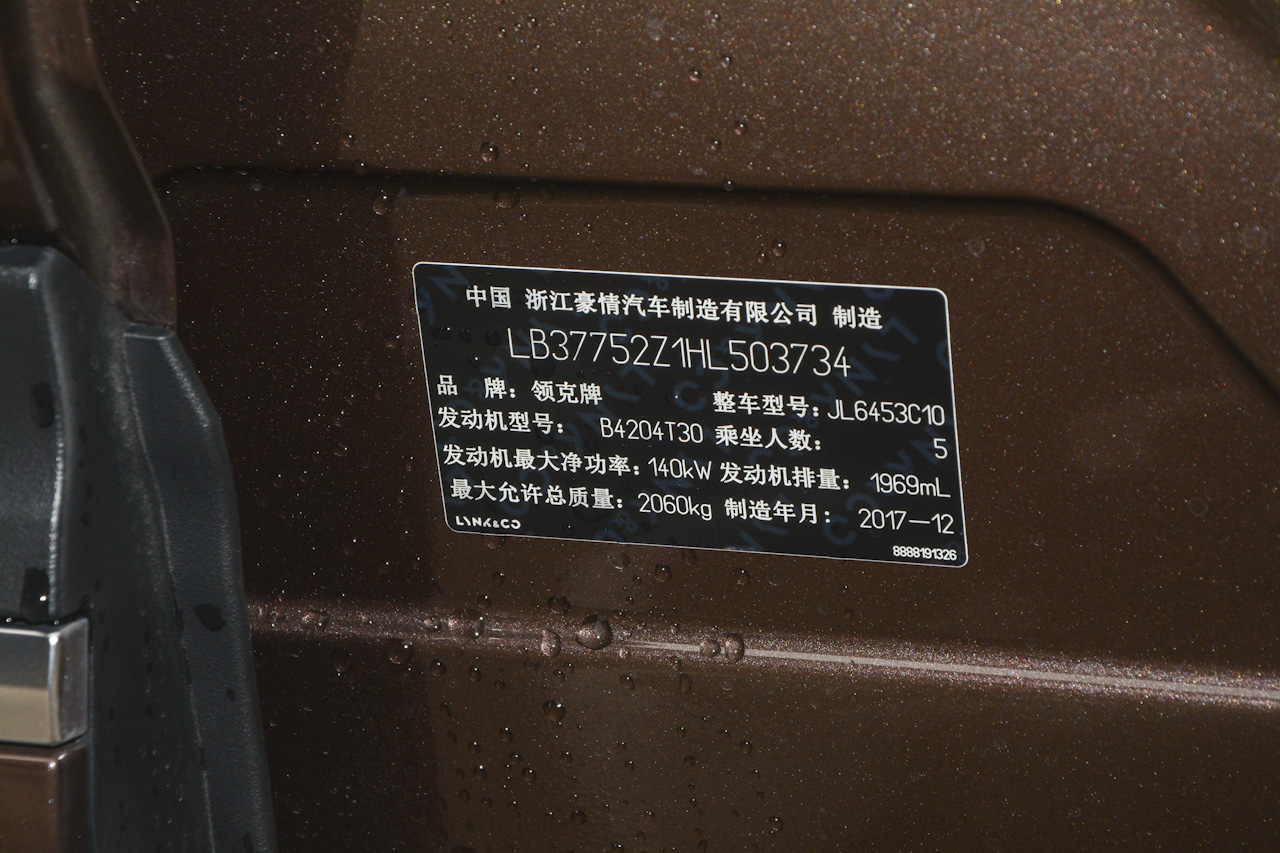 中国 浙江豪情汽车制造有限公司 制造
LB37752Z1HL503734
品 牌：领克牌 整车型号：JL6453C10
发动机型号： B4204T30 乘坐人数： 5
发动机最大净功率：140kW 发动机排量： 1969mL
最大允许总质量： 2060kg 制造年月： 2017—12
LYNK&CO
8888191326